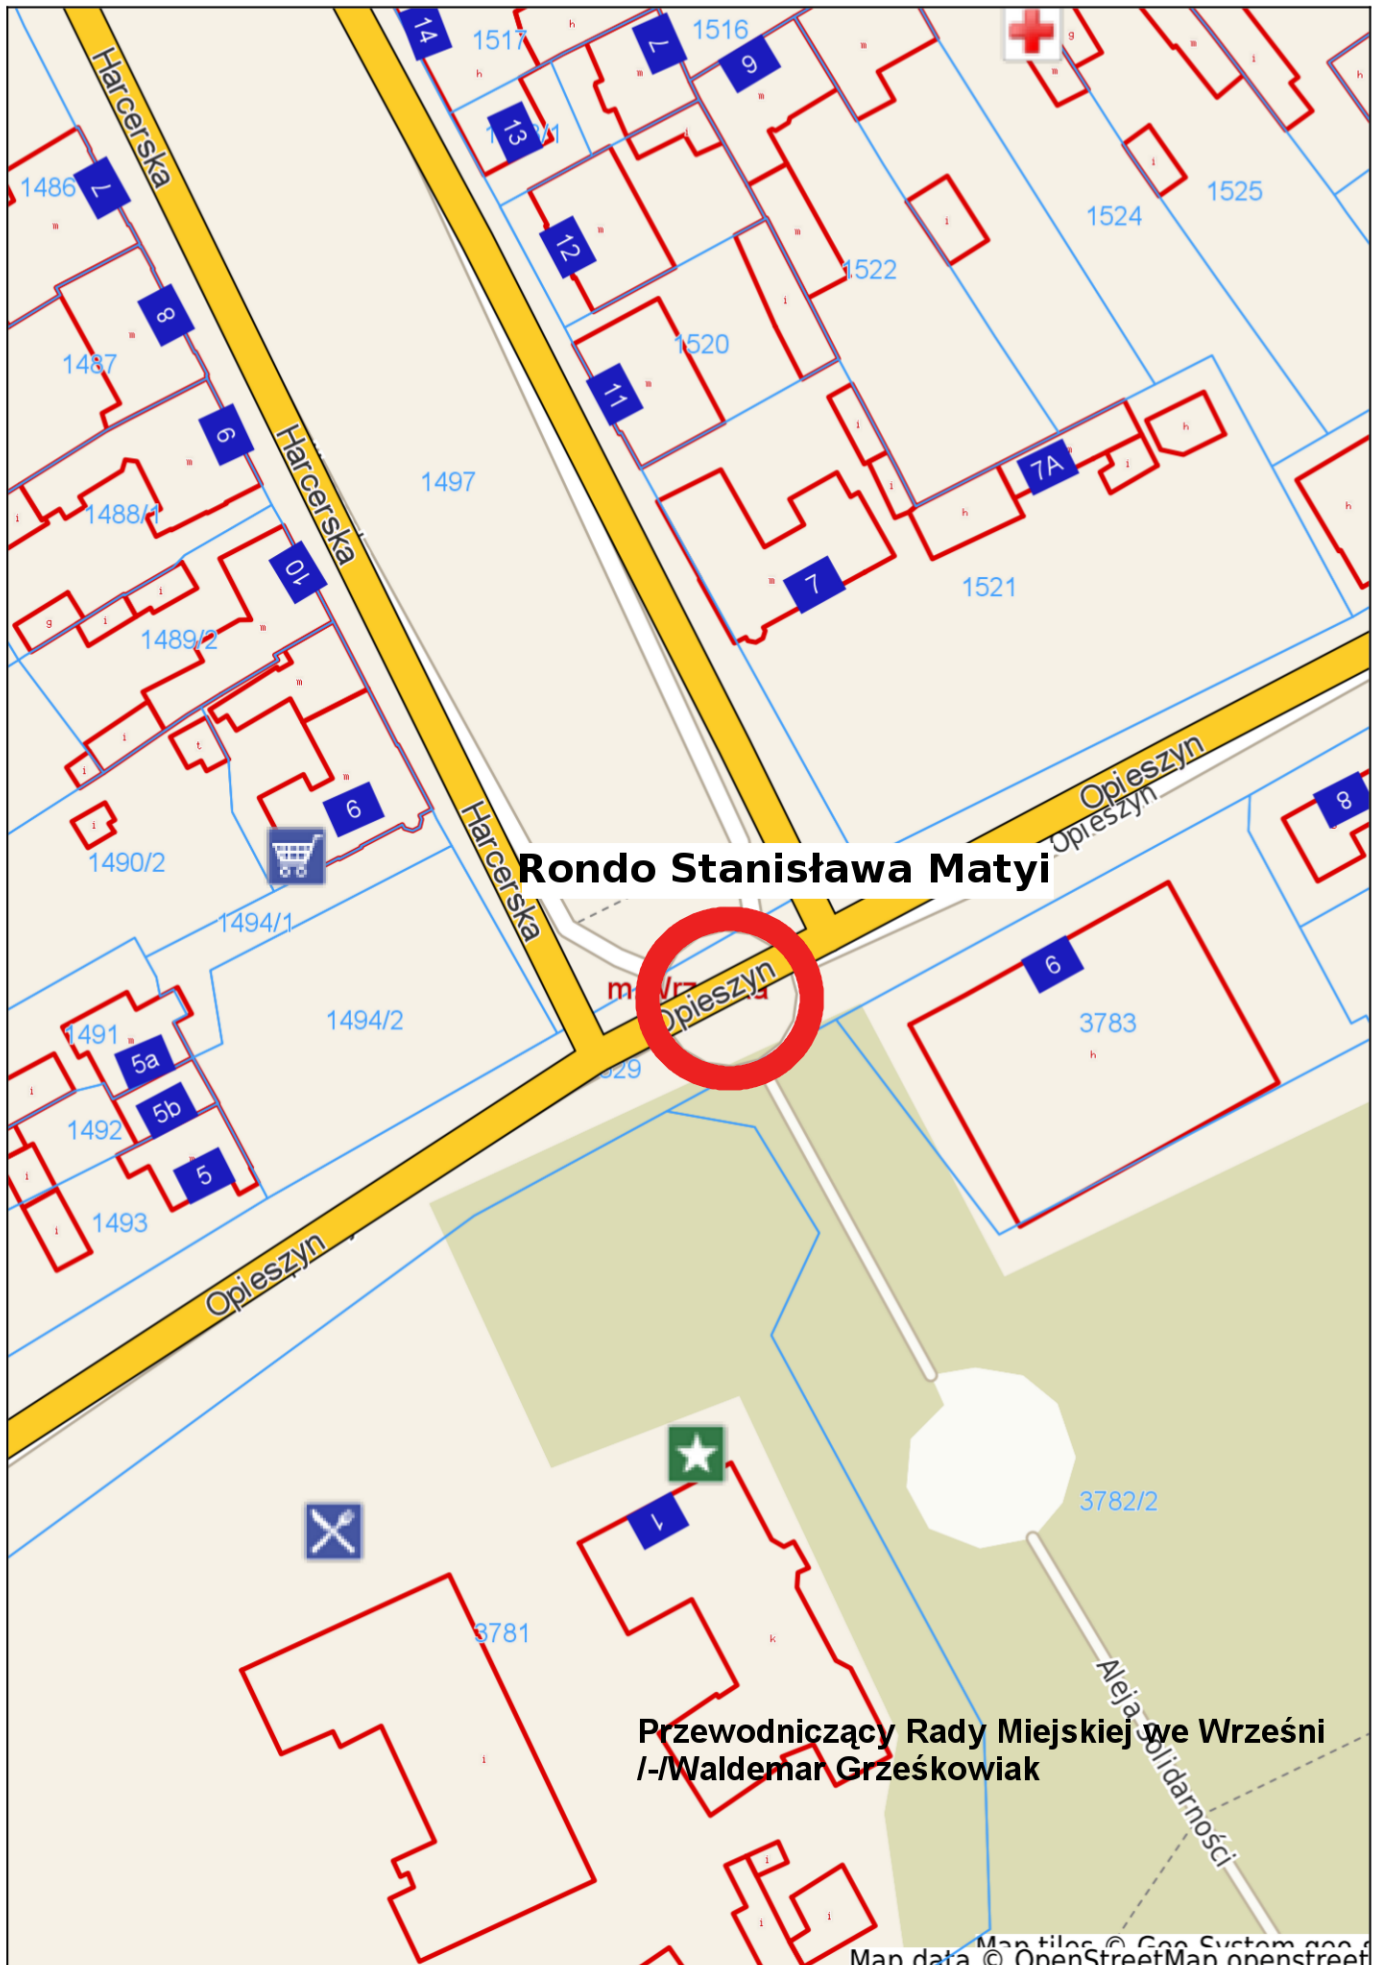 14
1517
h
7
1516
9
m
g
m
m
i
h
Harcerska
13
m
m
i
i
1486
7
m
1524
1525
12
m
m
i
1522
i
8
m
1487
1520
i
11
m
9
m
i
7A
m
i
h
1497
Harcerska
i
1488/1
i
h
h
10
m
7
1521
g
i
i
1489/2
m
m
i
t
i
m
6
Opieszyn
Opieszyn
8
i
1490/2
Harcerska
Rondo Stanisława Matyi
1494/1
6
3783
h
Opieszyn
1494/2
1491
m
5a
i
5b
1492
5
i
1493
i
Opieszyn
3782/2
1
3781
k
i
Aleja Solidarności
Przewodniczący Rady Miejskiej we Wrześni
/-/Waldemar Grześkowiak
i
i
i
Map data © OpenStreetMap openstreet